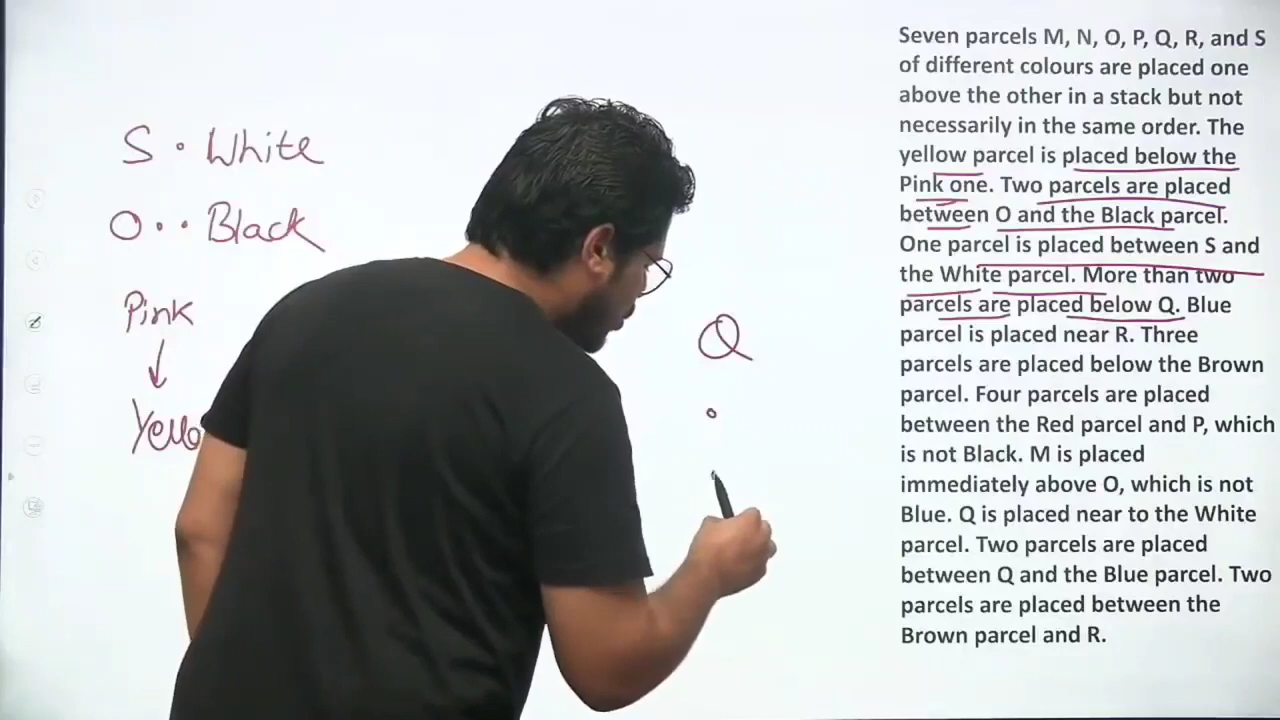 S · White
O · · Black
Pink
Yello
Q
Seven parcels M, N, O, P, Q, R, and S
of different colours are placed one
above the other in a stack but not
necessarily in the same order. The
yellow parcel is placed below the
Pink one. Two parcels are placed
between O and the Black parcel.
One parcel is placed between S and
the White parcel. More than two
parcels are placed below Q. Blue
parcel is placed near R. Three
parcels are placed below the Brown
parcel. Four parcels are placed
between the Red parcel and P, which
is not Black. M is placed
immediately above O, which is not
Blue. Q is placed near to the White
parcel. Two parcels are placed
between Q and the Blue parcel. Two
parcels are placed between the
Brown parcel and R.